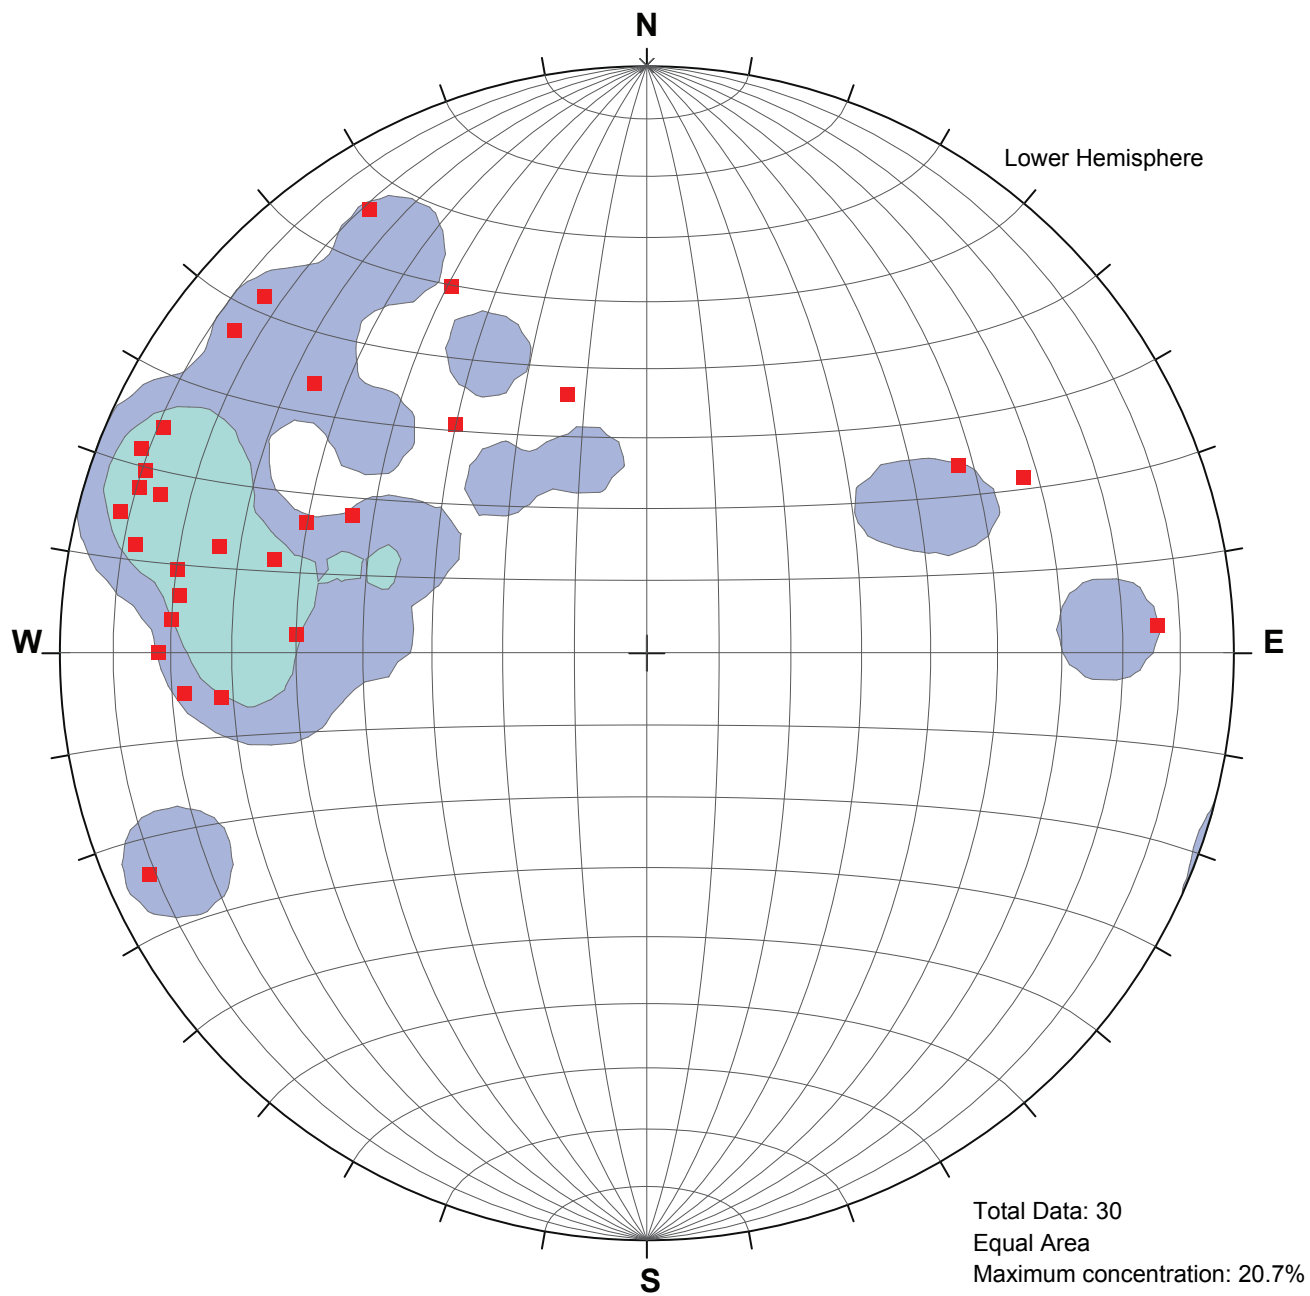 N
Lower Hemisphere
W
E
Total Data: 30
Equal Area
Maximum concentration: 20.7%
S